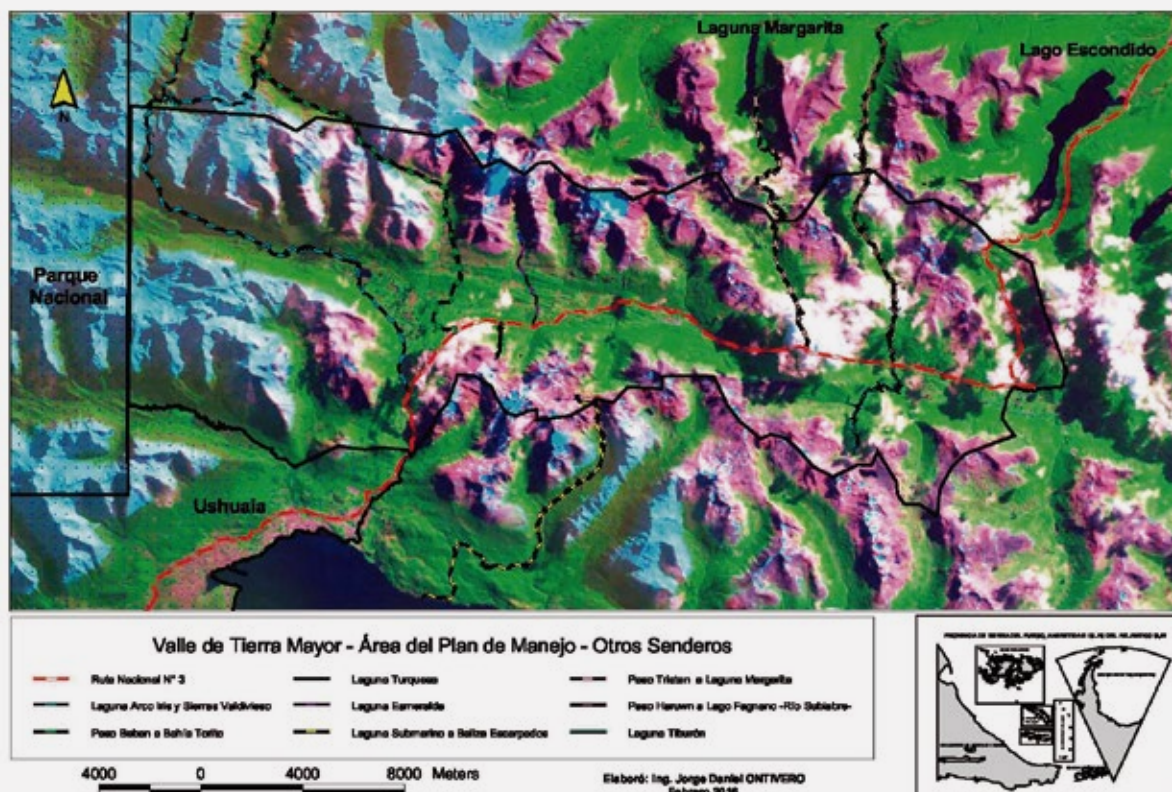 Laguna Margarita
Lago Escondido
N
Parque
Nacional
Ushuaia
Valle de Tierra Mayor - Área del Plan de Manejo - Otros Senderos
Ruta Nacional N° 3
Laguna Turquesa
Paso Tristen a Laguna Margarita
Laguna Arco Iris y Sierras Valdivieso
Laguna Esmeralda
Paso Beban a Bahía Torito
Laguna Submarino a Baliza Escarpados
Laguna Tiburón
4000 0 4000 8000 Meters
Elaboró: Ing. Jorge Daniel ONTIVERO
Febrero